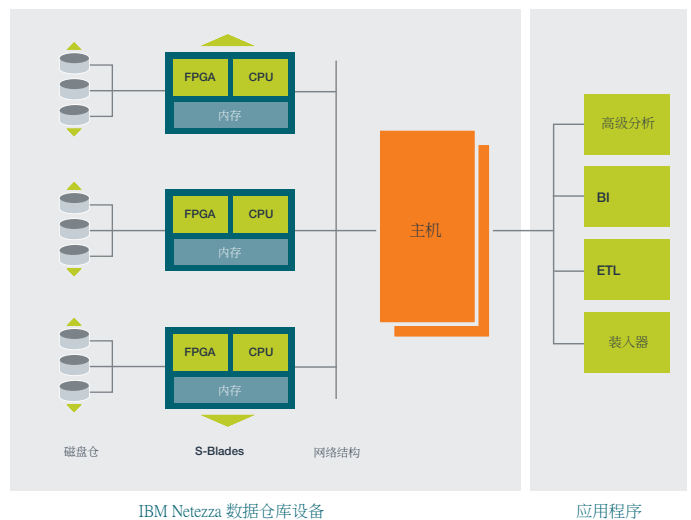 FPGA CPU
内存
FPGA CPU
内存
FPGA CPU
内存
主机
高级分析
BI
ETL
装入器
磁盘仓 S-Blades 网络结构
IBM Netezza 数据仓库设备 应用程序